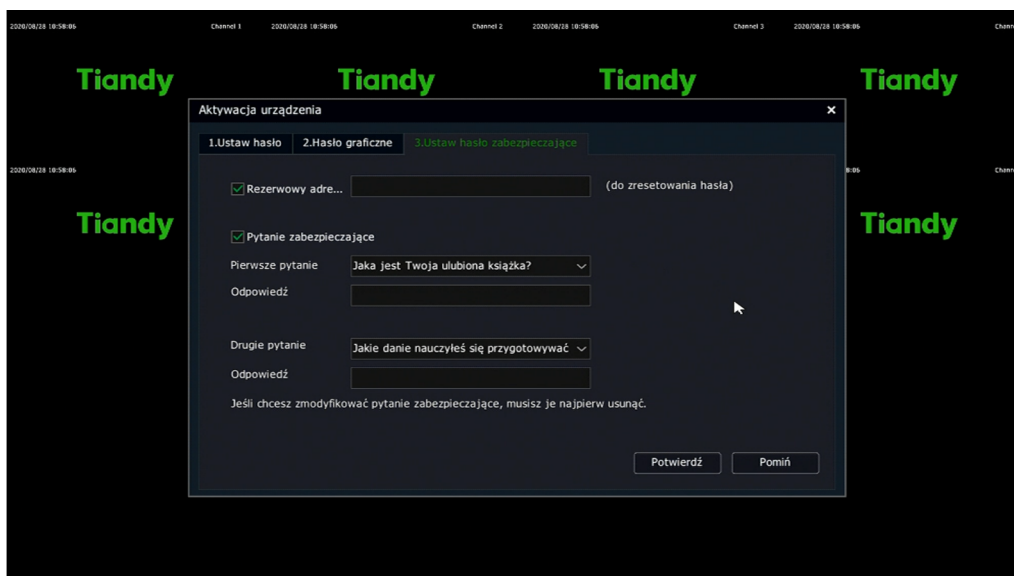 2020/08/28 10:58:06 Channel 1 2020/08/28 10:58:06 Channel 2 2020/08/28 10:58:06 Channel 3 2020/08/28 10:58:06
Tiandy Tiandy Tiandy Tiandy
Aktywacja urządzenia
1.Ustaw hasło 2.Hasło graficzne 3.Ustaw hasło zabezpieczające
2020/08/28 10:58:06
Rezerwowy adre... (do zresetowania hasła)
Tiandy Tiandy
Pytanie zabezpieczające
Pierwsze pytanie Jaka jest Twoja ulubiona książka?
Odpowiedź
Drugie pytanie Jakie danie nauczyłeś się przygotowywać
Odpowiedź
Jeśli chcesz zmodyfikować pytanie zabezpieczające, musisz je najpierw usunąć.
Potwierdź Pomiń